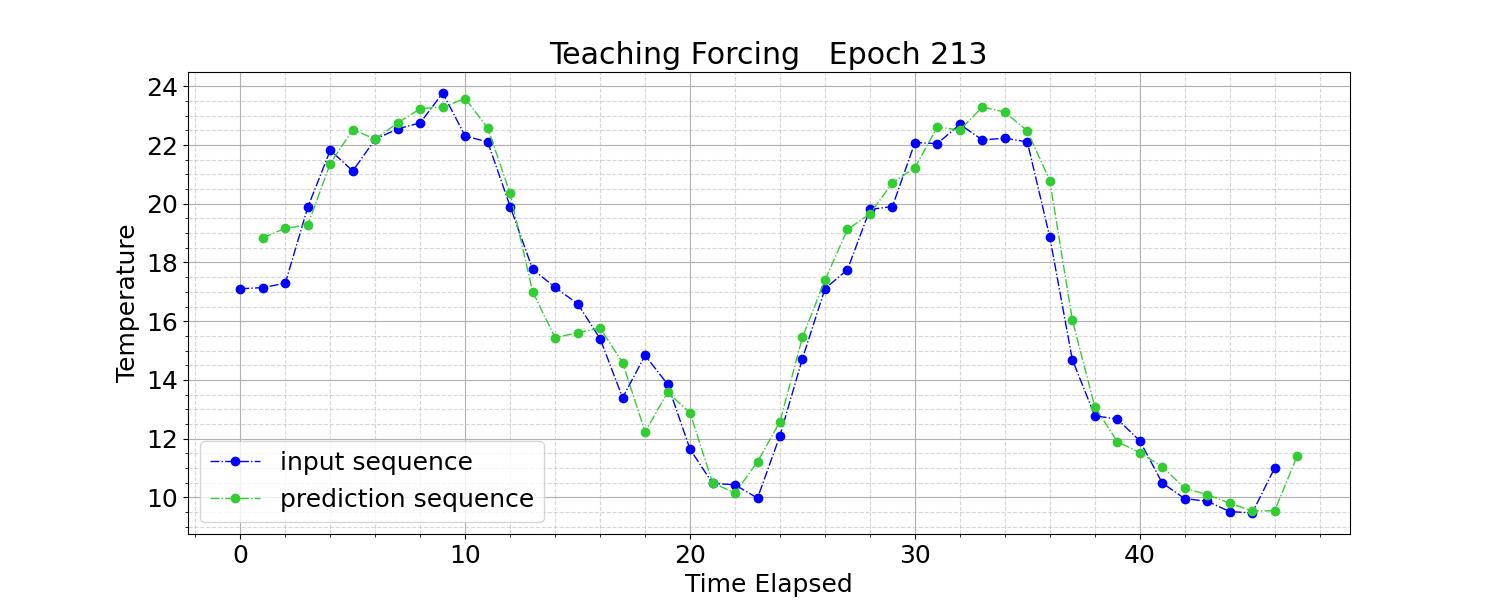 Teaching Forcing   Epoch 213
24
22
20
18
16
14
12
10
Temperature
input sequence
prediction sequence
0 10 20 30 40
Time Elapsed